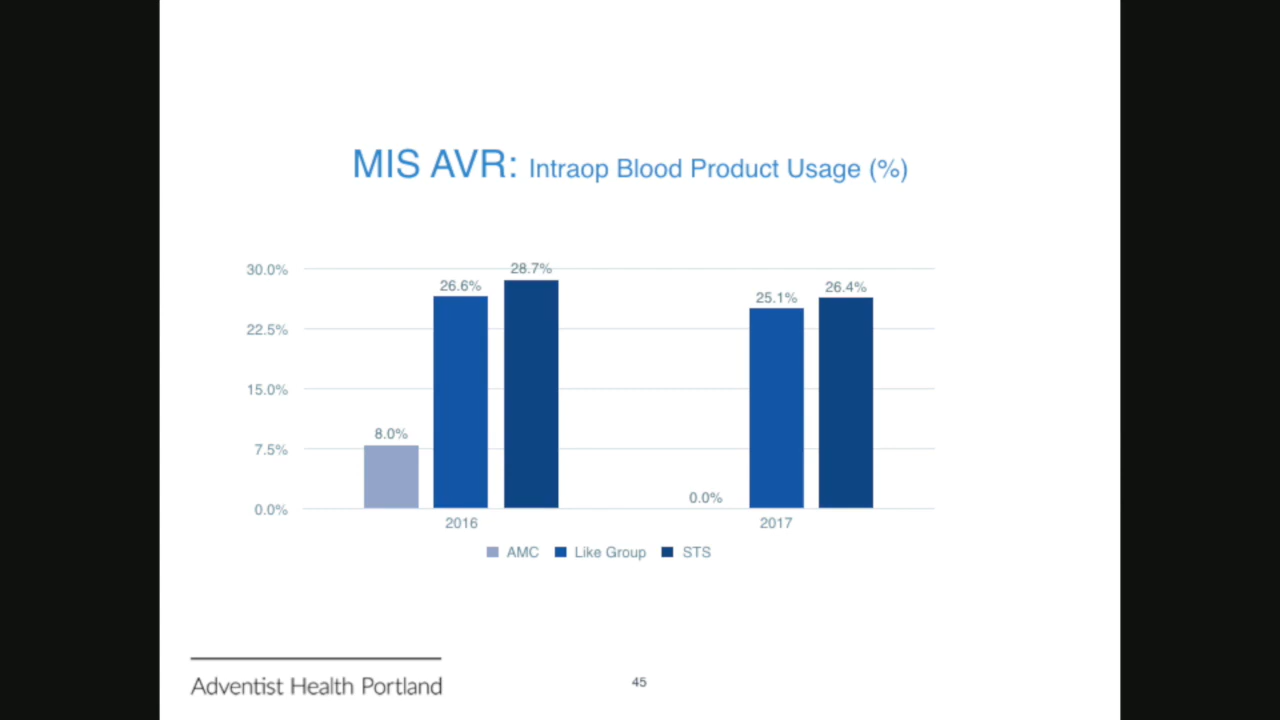 MIS AVR: Intraop Blood Product Usage (%)
30.0%
22.5%
15.0%
7.5%
0.0%
8.0%
26.6%
28.7%
0.0%
25.1%
26.4%
2016
2017
AMC
Like Group
STS
Adventist Health Portland
45